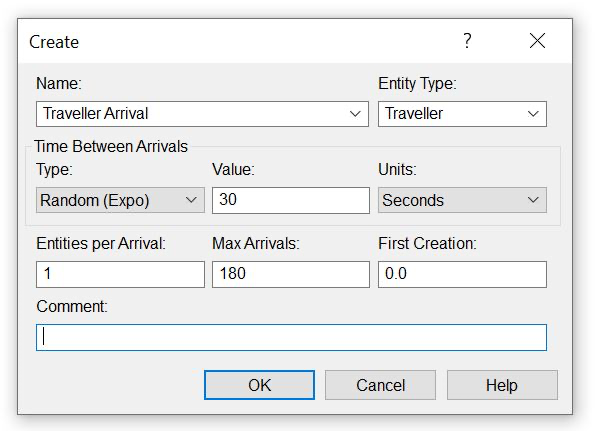 Create ?
Name: Entity Type:
Traveller Arrival Traveller
Time Between Arrivals
Type: Value: Units:
Random (Expo) 30 Seconds
Entities per Arrival: Max Arrivals: First Creation:
1 180 0.0
Comment:
OK Cancel Help